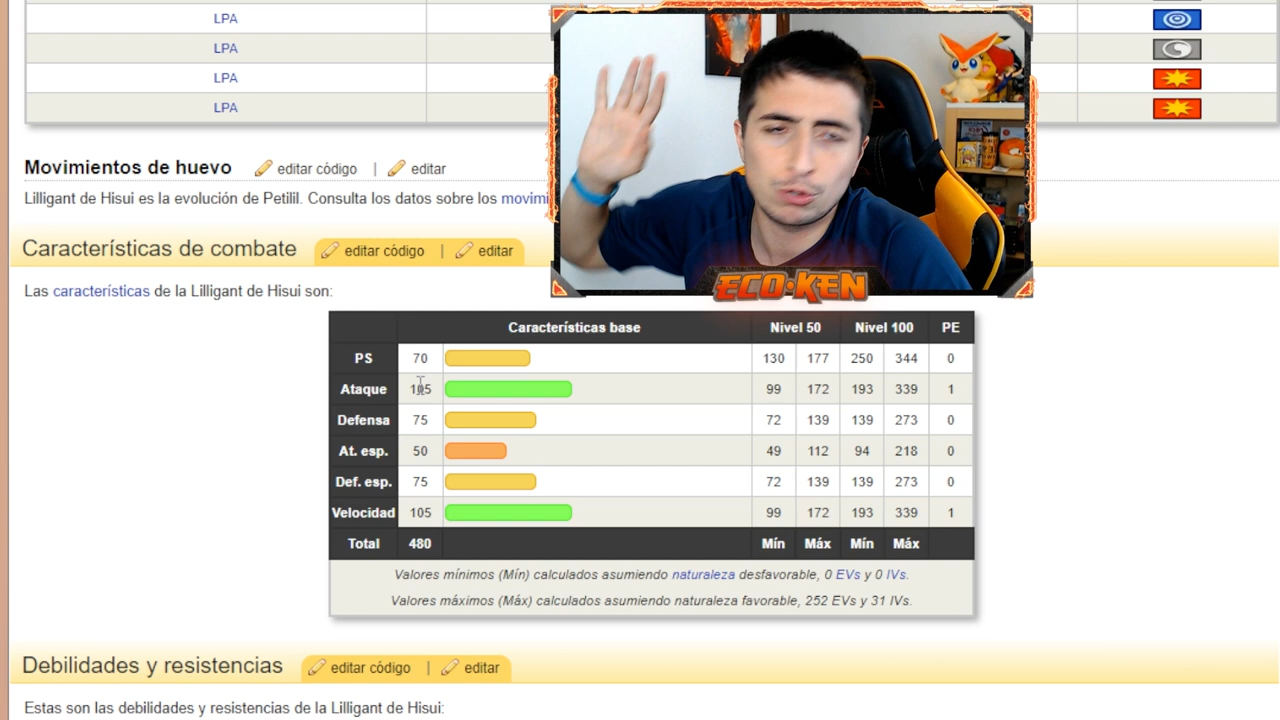 LPA
LPA
LPA
LPA
Movimientos de huevo editar código | editar
Lilligant de Hisui es la evolución de Petilil. Consulta los datos sobre los movimi
Características de combate editar código | editar
ECO·KEN
Las características de la Lilligant de Hisui son:
Características base Nivel 50 Nivel 100 PE
PS 70 130 177 250 344 0
Ataque 105 99 172 193 339 1
Defensa 75 72 139 139 273 0
At. esp. 50 49 112 94 218 0
Def. esp. 75 72 139 139 273 0
Velocidad 105 99 172 193 339 1
Total 480 Mín Máx Mín Máx
Valores mínimos (Mín) calculados asumiendo naturaleza desfavorable, 0 EVs y 0 IVs.
Valores máximos (Máx) calculados asumiendo naturaleza favorable, 252 EVs y 31 IVs.
Debilidades y resistencias editar código | editar
Estas son las debilidades y resistencias de la Lilligant de Hisui: